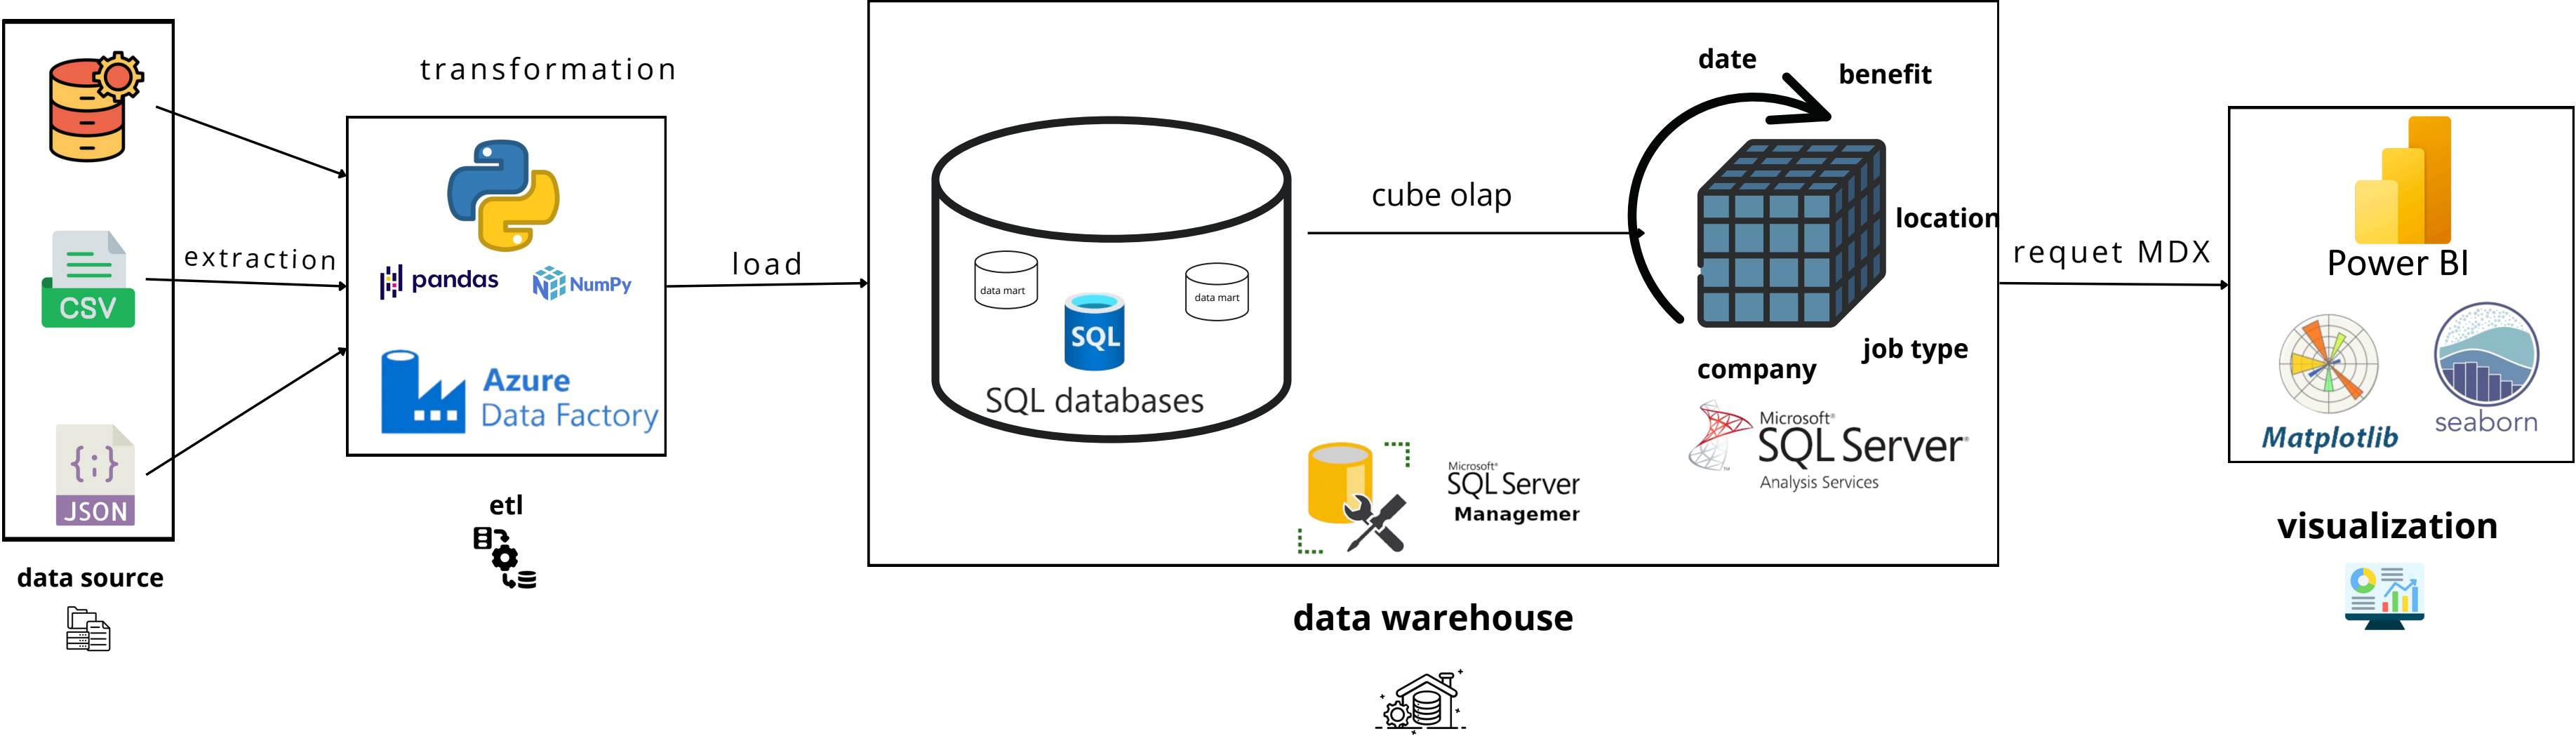 CSV
{;}
JSON
data source
extraction
transformation
pandas
NumPy
Azure
Data Factory
etl
load
data mart
data mart
SQL
SQL databases
cube olap
date
benefit
location
job type
company
Microsoft®
SQL Server
Managemer
Microsoft®
SQL Server®
™
Analysis Services
data warehouse
requet MDX
Power BI
Matplotlib
seaborn
visualization